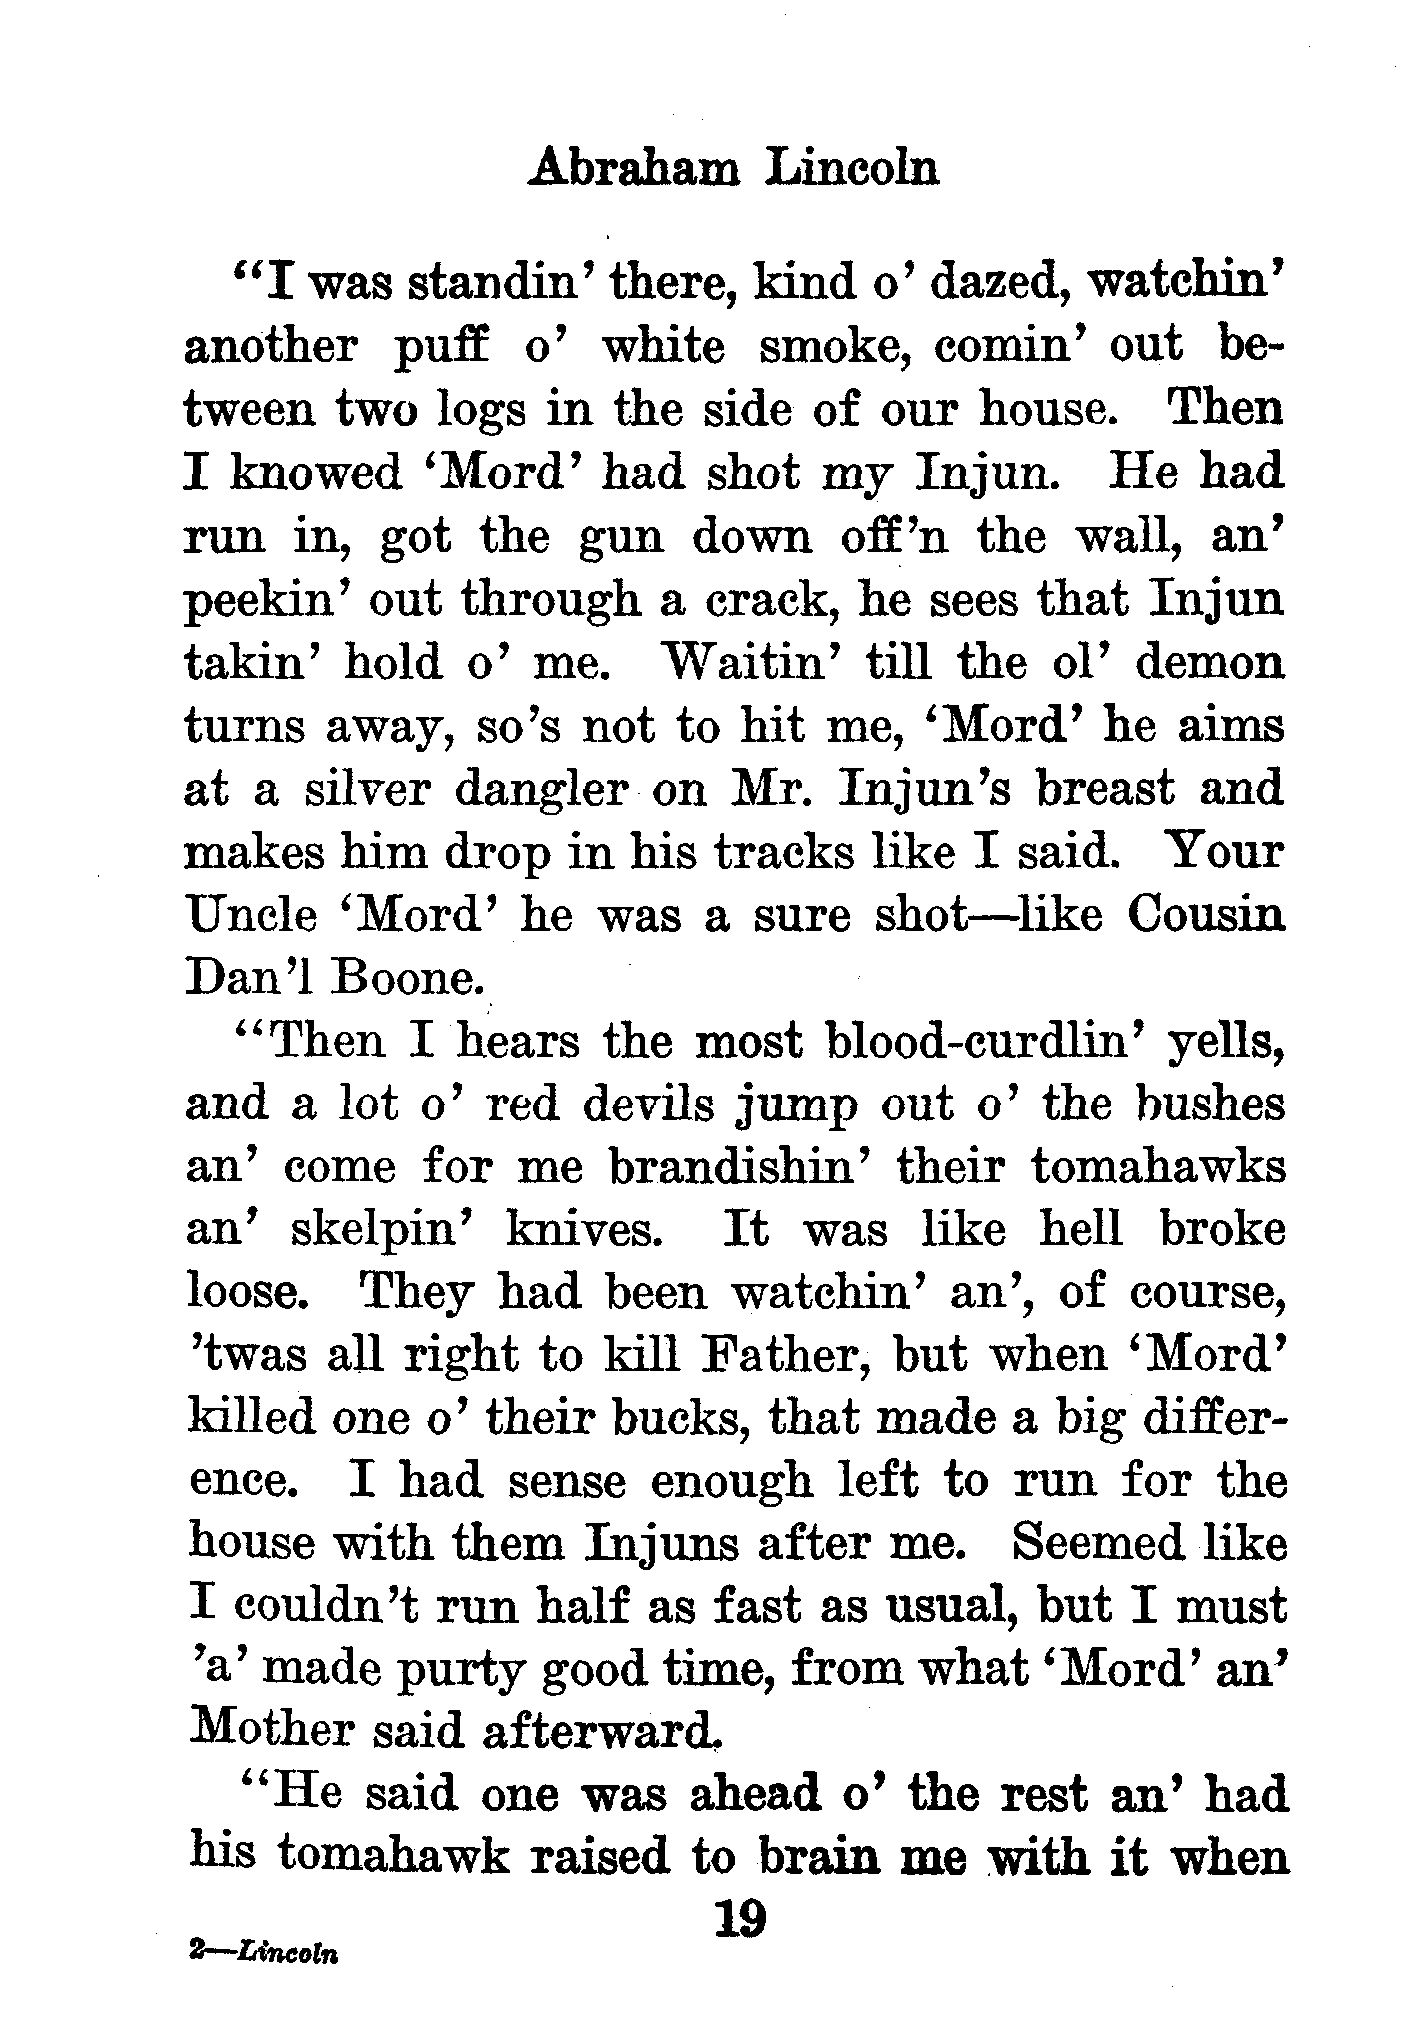 Abraham Lincoln
“I was standin’ there, kind o’ dazed, watchin’
another puff o’ white smoke, comin’ out be-
tween two logs in the side of our house. Then
I knowed ‘Mord’ had shot my Injun. He had
run in, got the gun down off’n the wall, an’
peekin’ out through a crack, he sees that Injun
takin’ hold o’ me. Waitin’ till the ol’ demon
turns away, so’s not to hit me, ‘Mord’ he aims
at a silver dangler on Mr. Injun’s breast and
makes him drop in his tracks like I said. Your
Uncle ‘Mord’ he was a sure shot—like Cousin
Dan’l Boone.
“Then I hears the most blood-curdlin’ yells,
and a lot o’ red devils jump out o’ the bushes
an’ come for me brandishin’ their tomahawks
an’ skelpin’ knives. It was like hell broke
loose. They had been watchin’ an’, of course,
’twas all right to kill Father, but when ‘Mord’
killed one o’ their bucks, that made a big differ-
ence. I had sense enough left to run for the
house with them Injuns after me. Seemed like
I couldn’t run half as fast as usual, but I must
’a’ made purty good time, from what ‘Mord’ an’
Mother said afterward.
“He said one was ahead o’ the rest an’ had
his tomahawk raised to brain me with it when
19
2—Lincoln